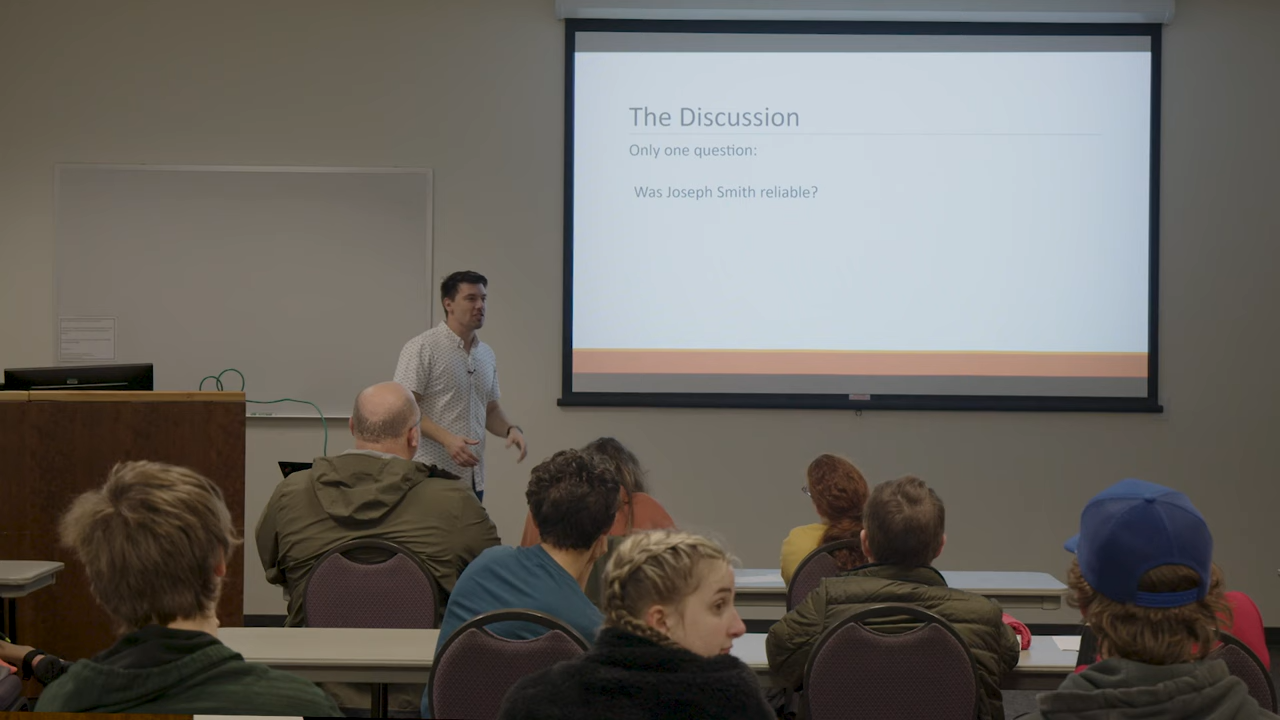 The Discussion
Only one question:
Was Joseph Smith reliable?